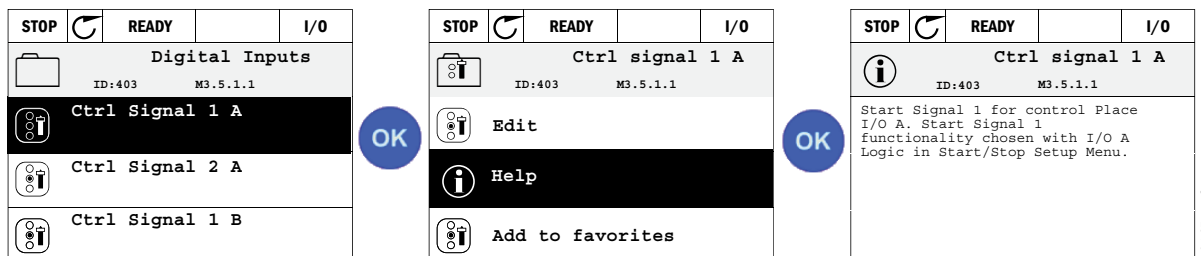 STOP READY I/O
Digital Inputs
ID:403 M3.5.1.1
Ctrl Signal 1 A
Ctrl Signal 2 A
Ctrl Signal 1 B
OK
STOP READY I/O
Ctrl signal 1 A
ID:403 M3.5.1.1
Edit
Help
Add to favorites
OK
STOP READY I/O
Ctrl signal 1 A
ID:403 M3.5.1.1
Start Signal 1 for control Place
I/O A. Start Signal 1
functionality chosen with I/O A
Logic in Start/Stop Setup Menu.